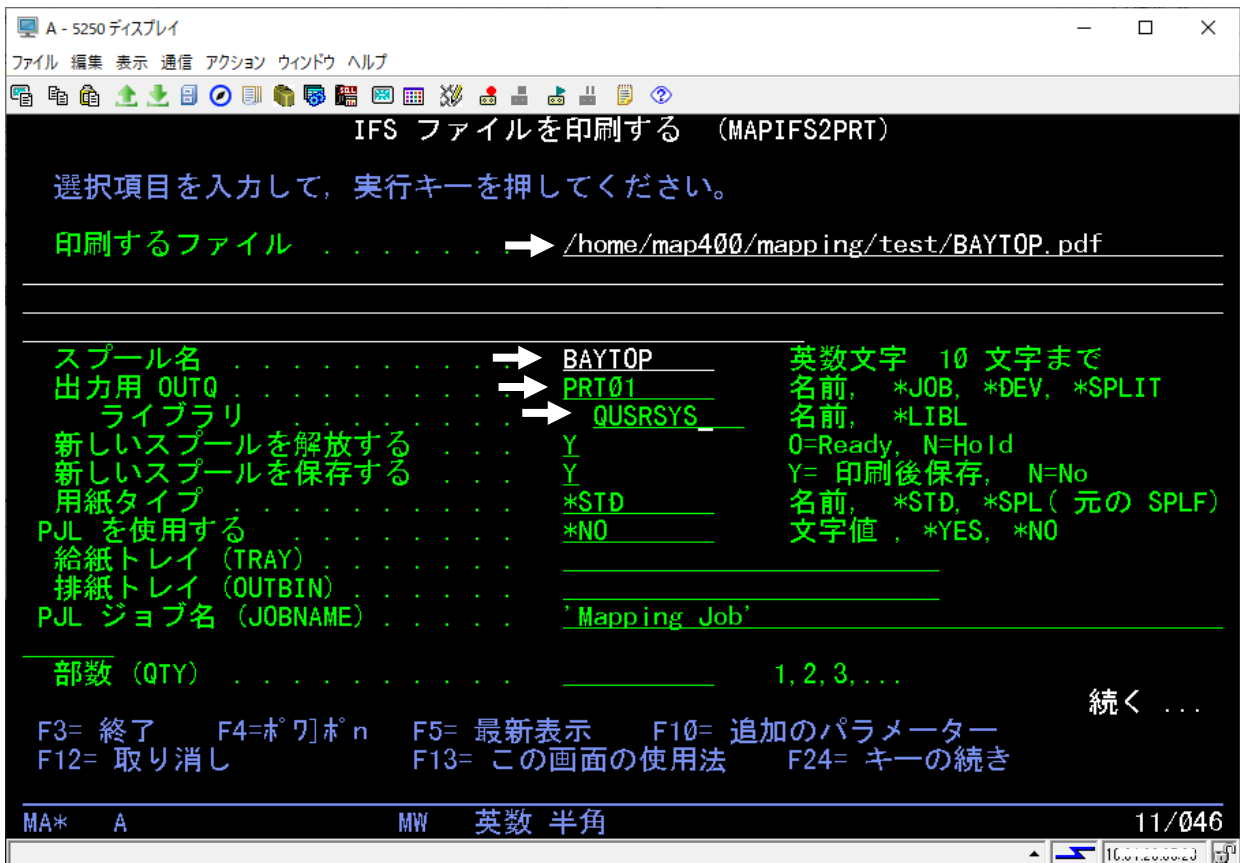 A - 5250 ディスプレイ
ファイル 編集 表示 通信 アクション ウィンドウ ヘルプ
IFS ファイルを印刷する (MAPIFS2PRT)
選択項目を入力して, 実行キーを押してください。
印刷するファイル . . . . . . . /home/map400/mapping/test/BAYTOP.pdf
スプール名 . . . . . . . . . . BAYTOP 英数文字 10 文字まで
出力用 OUTQ . . . . . . . . . . PRT01 名前, *JOB, *DEV, *SPLIT
ライブラリ . . . . . . . . . QUSRSYS 名前, *LIBL
新しいスプールを解放する . . . Y O=Ready, N=Hold
新しいスプールを保存する . . . Y Y= 印刷後保存, N=No
用紙タイプ . . . . . . . . . . *STD 名前, *STD, *SPL( 元の SPLF)
PJL を使用する . . . . . . . . *NO 文字値 , *YES, *NO
給紙トレイ (TRAY) . . . . . . .
排紙トレイ (OUTBIN) . . . . . .
PJL ジョブ名 (JOBNAME) . . . . . 'Mapping Job'
部数 (QTY) . . . . . . . . . . 1,2,3,...
続く ...
F3= 終了 F4=ﾎﾟﾜ]ﾎﾟn F5= 最新表示 F10= 追加のパラメーター
F12= 取り消し F13= この画面の使用法 F24= キーの続き
MA* A MW 英数 半角 11/046